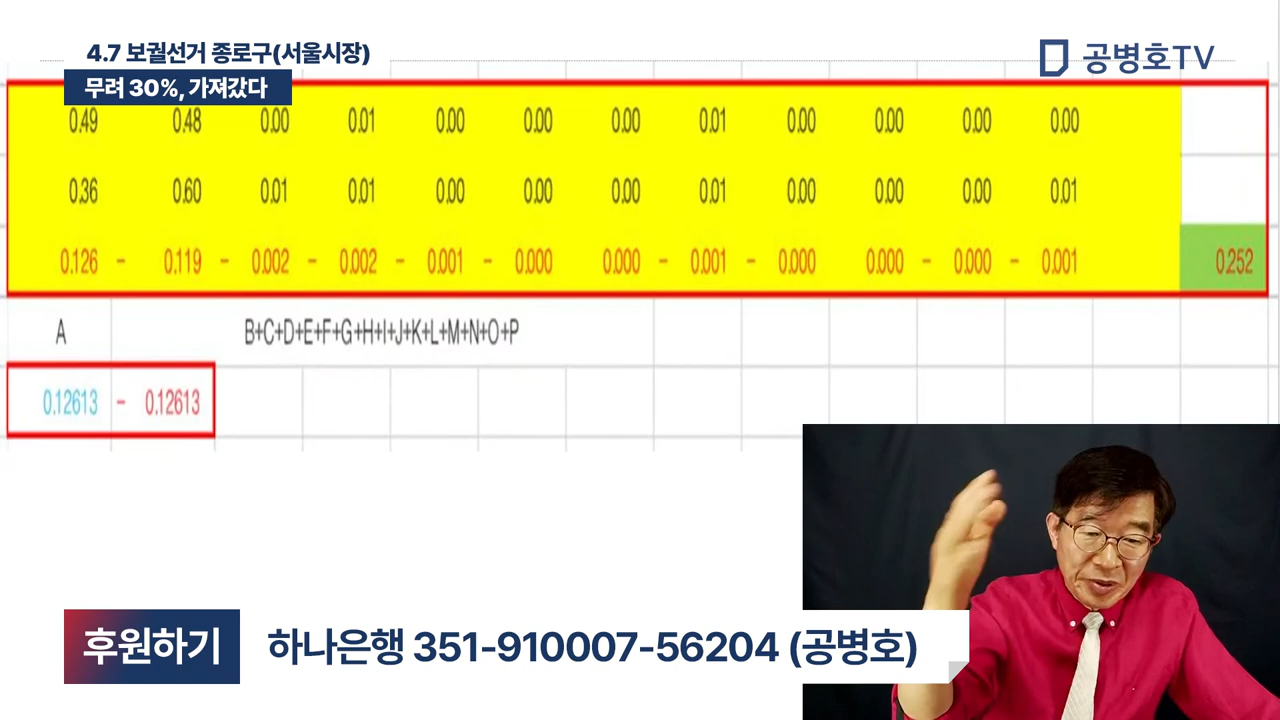 4.7 보궐선거 종로구(서울시장)
무려 30%, 가져갔다
공병호TV
0.49 0.48 0.00 0.01 0.00 0.00 0.00 0.01 0.00 0.00 0.00 0.00
0.36 0.60 0.01 0.01 0.00 0.00 0.00 0.01 0.00 0.00 0.00 0.01
0.126 - 0.119 - 0.002 - 0.002 - 0.001 - 0.000 0.000 - 0.001 - 0.000 0.000 - 0.000 - 0.001 0.252
A B+C+D+E+F+G+H+I+J+K+L+M+N+O+P
0.12613 - 0.12613
후원하기 하나은행 351-910007-56204 (공병호)